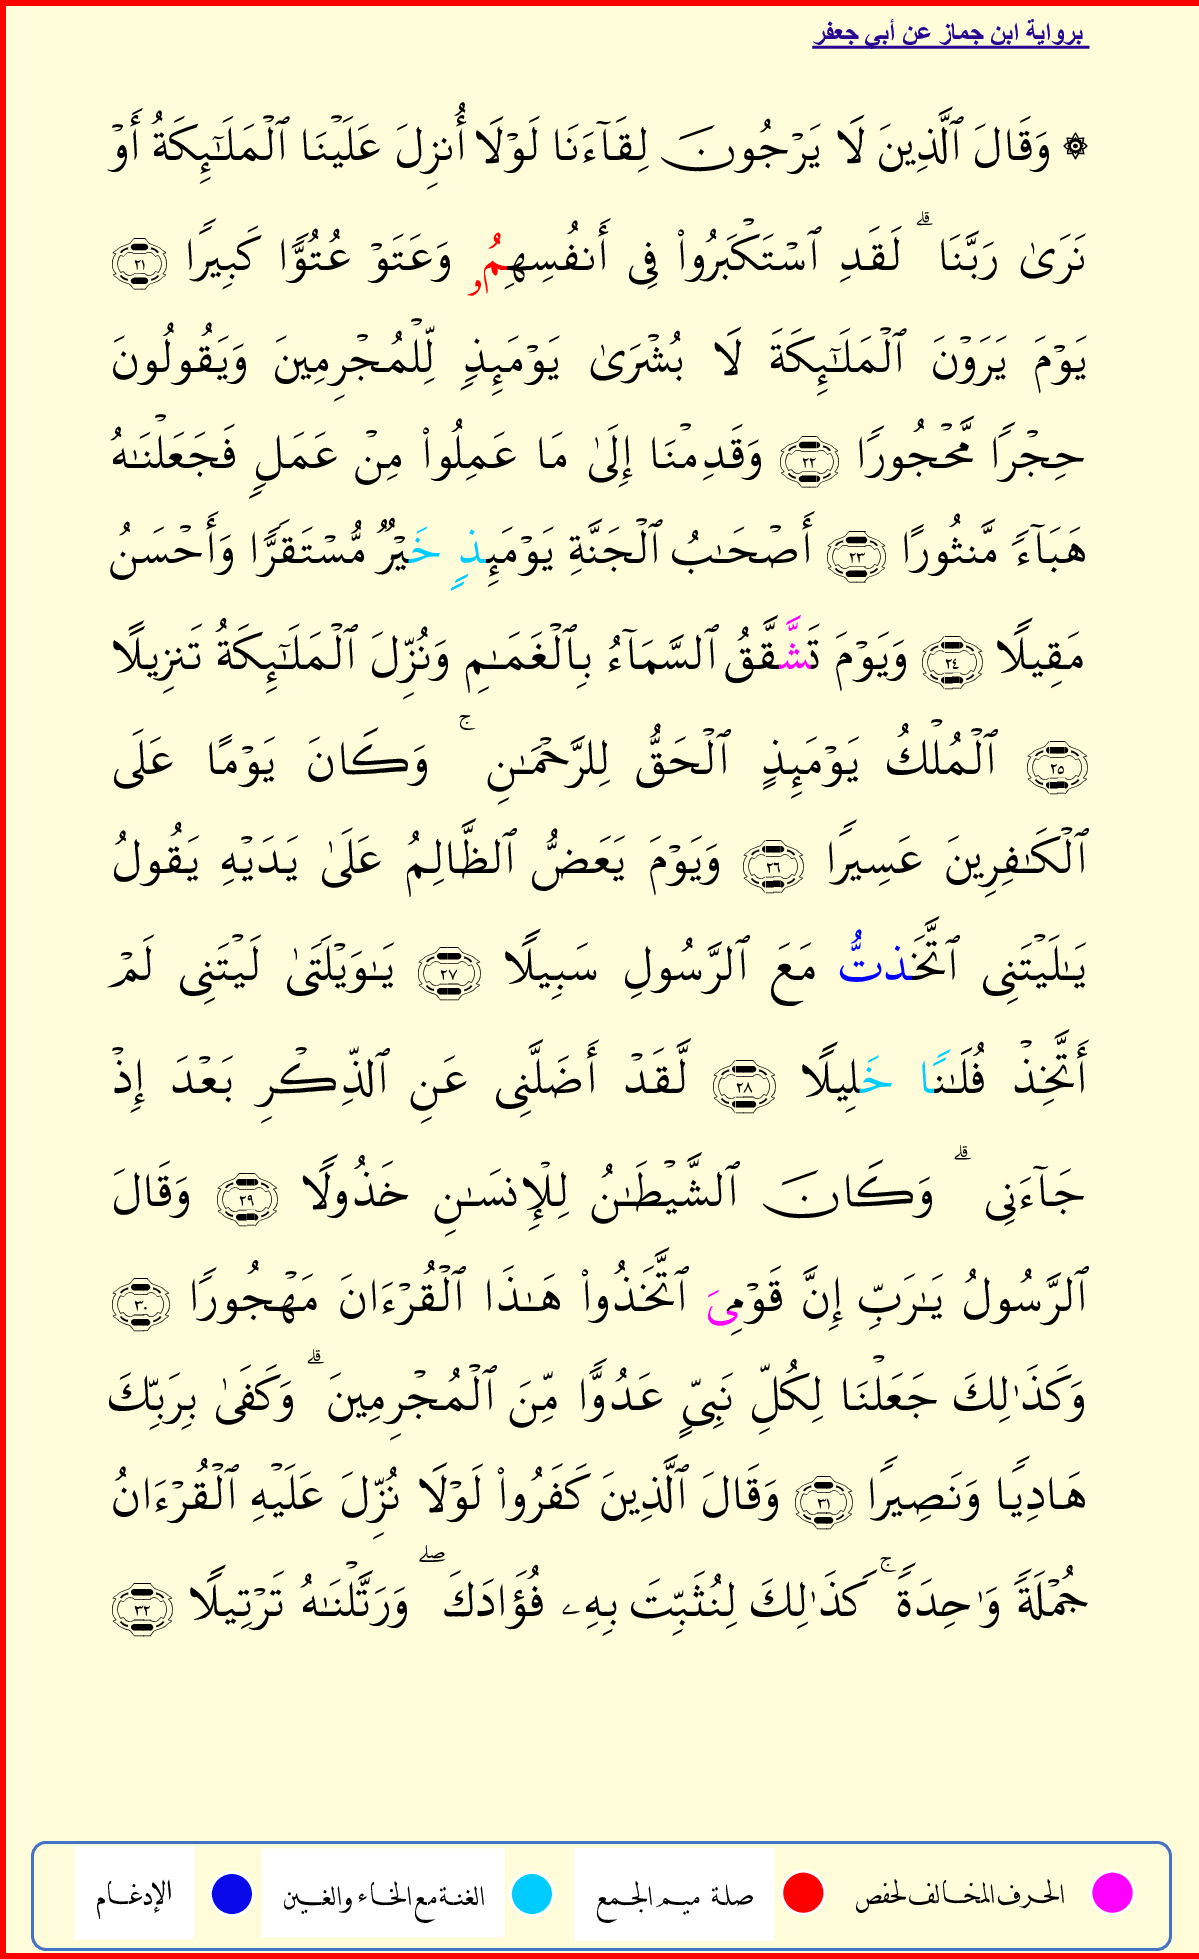 برواية ابن جماز عن أبي جعفر
۞ وَقَالَ ٱلَّذِينَ لَا يَرۡجُونَ لِقَآءَنَا لَوۡلَآ أُنزِلَ عَلَيۡنَا ٱلۡمَلَـٰٓئِكَةُ أَوۡ
نَرَىٰ رَبَّنَا ۗ لَقَدِ ٱسۡتَكۡبَرُواْ فِى أَنفُسِهِمُۥ وَعَتَوۡ عُتُوًّا كَبِيرًا ٢١
يَوۡمَ يَرَوۡنَ ٱلۡمَلَـٰٓئِكَةَ لَا بُشۡرَىٰ يَوۡمَئِذٍ لِّلۡمُجۡرِمِينَ وَيَقُولُونَ
حِجۡرًا مَّحۡجُورًا ٢٢ وَقَدِمۡنَا إِلَىٰ مَا عَمِلُواْ مِنۡ عَمَلٍ فَجَعَلۡنَـٰهُ
هَبَآءً مَّنثُورًا ٢٣ أَصۡحَـٰبُ ٱلۡجَنَّةِ يَوۡمَئِذٍ خَيۡرٌ مُّسۡتَقَرًّا وَأَحۡسَنُ
مَقِيلًا ٢٤ وَيَوۡمَ تَشَّقَّقُ ٱلسَّمَآءُ بِٱلۡغَمَـٰمِ وَنُزِّلَ ٱلۡمَلَـٰٓئِكَةُ تَنزِيلًا
٢٥ ٱلۡمُلۡكُ يَوۡمَئِذٍ ٱلۡحَقُّ لِلرَّحۡمَـٰنِ ۚ وَكَانَ يَوۡمًا عَلَى
ٱلۡكَـٰفِرِينَ عَسِيرًا ٢٦ وَيَوۡمَ يَعَضُّ ٱلظَّالِمُ عَلَىٰ يَدَيۡهِ يَقُولُ
يَـٰلَيۡتَنِى ٱتَّخَذتُّ مَعَ ٱلرَّسُولِ سَبِيلًا ٢٧ يَـٰوَيۡلَتَىٰ لَيۡتَنِى لَمۡ
أَتَّخِذۡ فُلَـٰنًا خَلِيلًا ٢٨ لَّقَدۡ أَضَلَّنِى عَنِ ٱلذِّكۡرِ بَعۡدَ إِذۡ
جَآءَنِى ۗ وَكَانَ ٱلشَّيۡطَـٰنُ لِلۡإِنسَـٰنِ خَذُولًا ٢٩ وَقَالَ
ٱلرَّسُولُ يَـٰرَبِّ إِنَّ قَوۡمِىَ ٱتَّخَذُواْ هَـٰذَا ٱلۡقُرۡءَانَ مَهۡجُورًا ٣٠
وَكَذَٰلِكَ جَعَلۡنَا لِكُلِّ نَبِىٍّ عَدُوًّا مِّنَ ٱلۡمُجۡرِمِينَ ۗ وَكَفَىٰ بِرَبِّكَ
هَادِيًا وَنَصِيرًا ٣١ وَقَالَ ٱلَّذِينَ كَفَرُواْ لَوۡلَا نُزِّلَ عَلَيۡهِ ٱلۡقُرۡءَانُ
جُمۡلَةً وَٰحِدَةً ۚ كَذَٰلِكَ لِنُثَبِّتَ بِهِۦ فُؤَادَكَ ۖ وَرَتَّلۡنَـٰهُ تَرۡتِيلًا ٣٢
الحرف المخالف لحفص صلة ميم الجمع الغنة مع الخاء والغين الإدغام